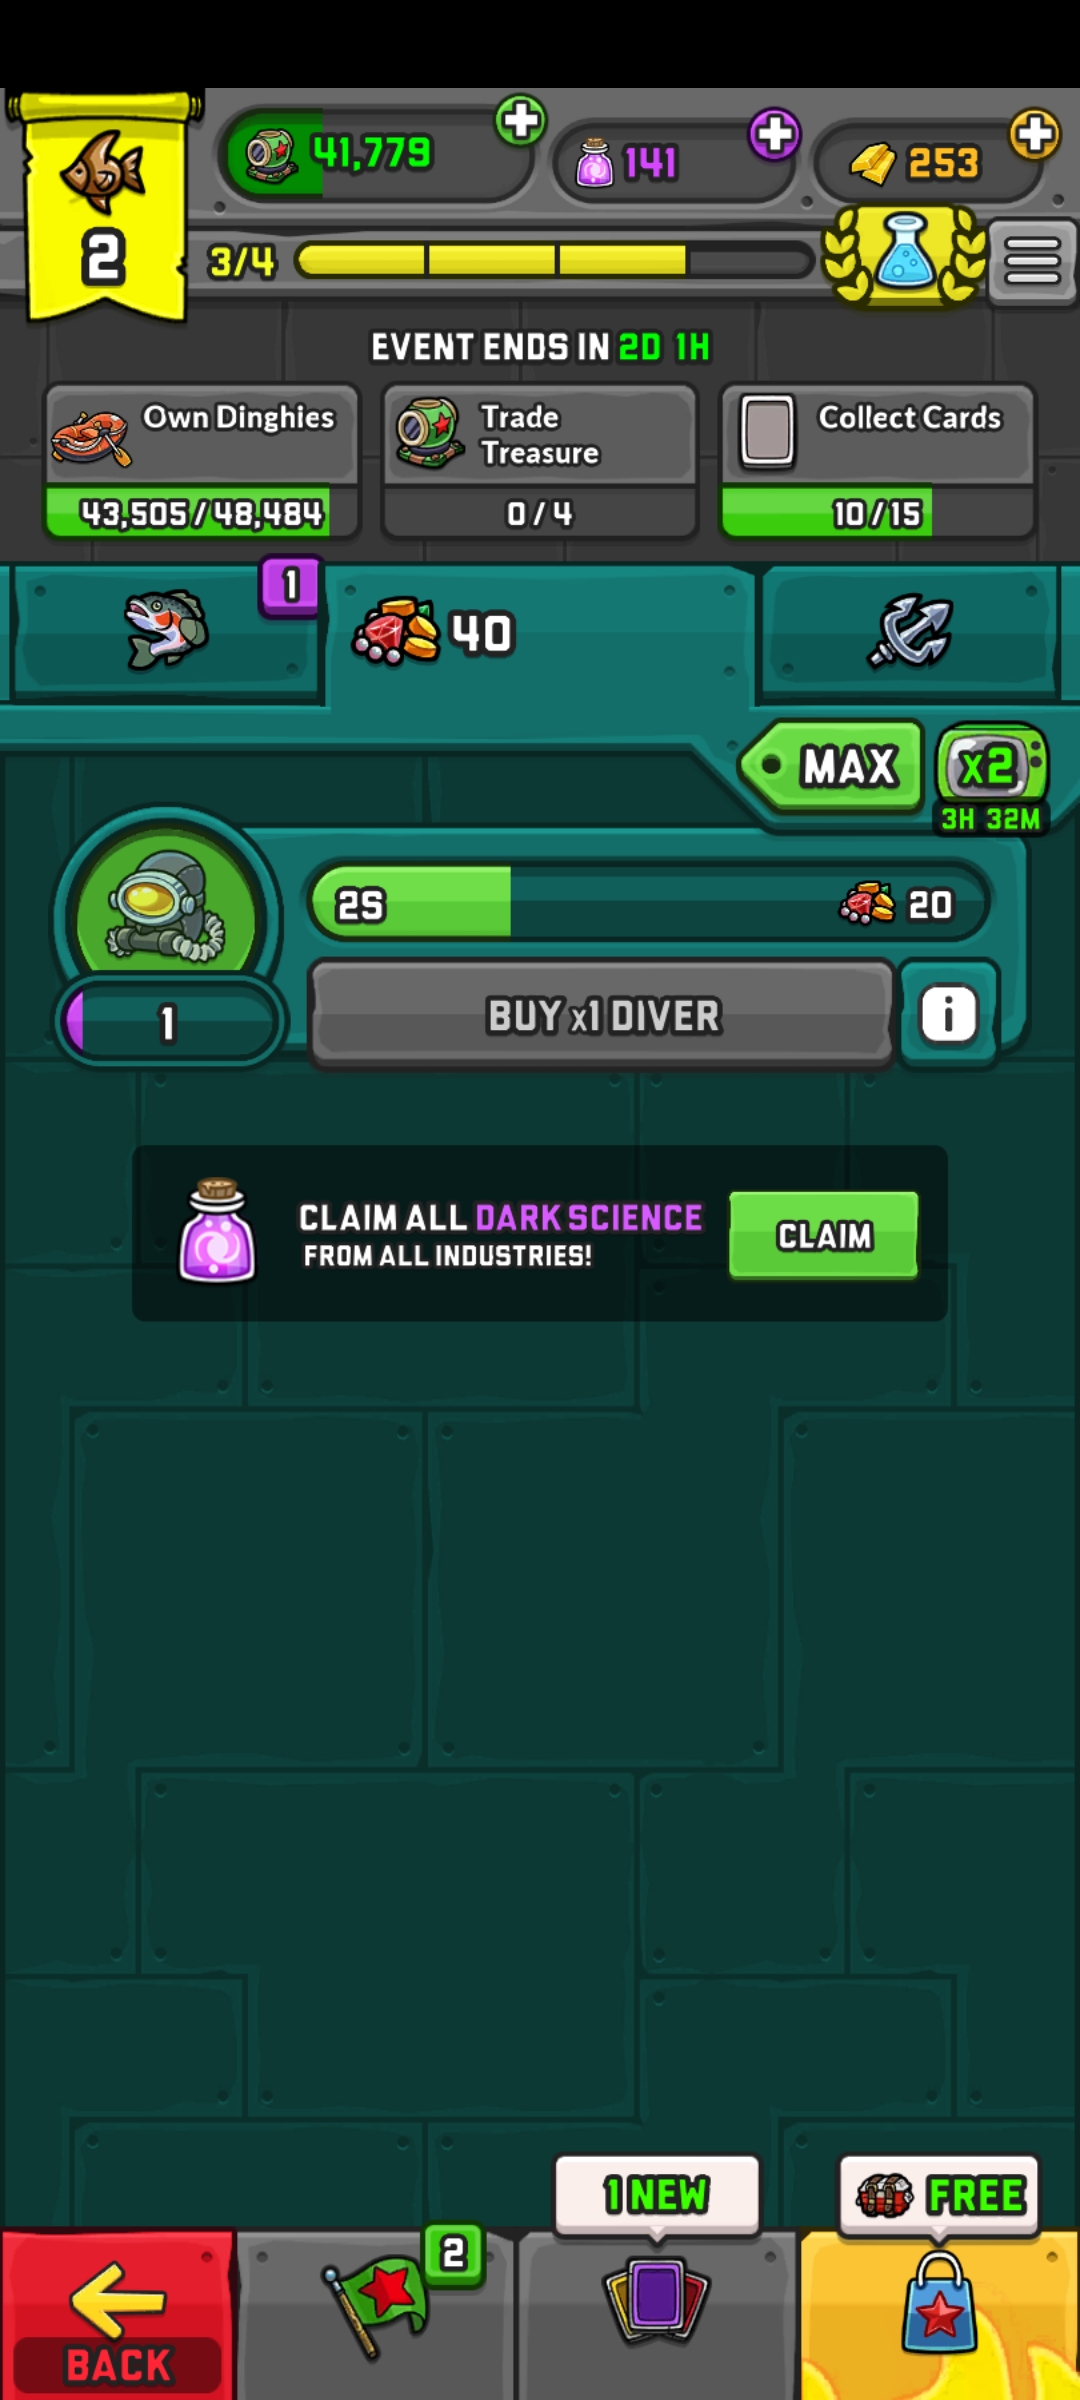 41,779
141
253
2
3/4
EVENT ENDS IN 2D 1H
Own Dinghies
43,505/48,484
Trade
Treasure
0/4
Collect Cards
10/15
1
40
MAX
x2
3H 32M
2S
20
1
BUY x1 DIVER
i
CLAIM ALL DARK SCIENCE
FROM ALL INDUSTRIES!
CLAIM
1 NEW
FREE
2
BACK